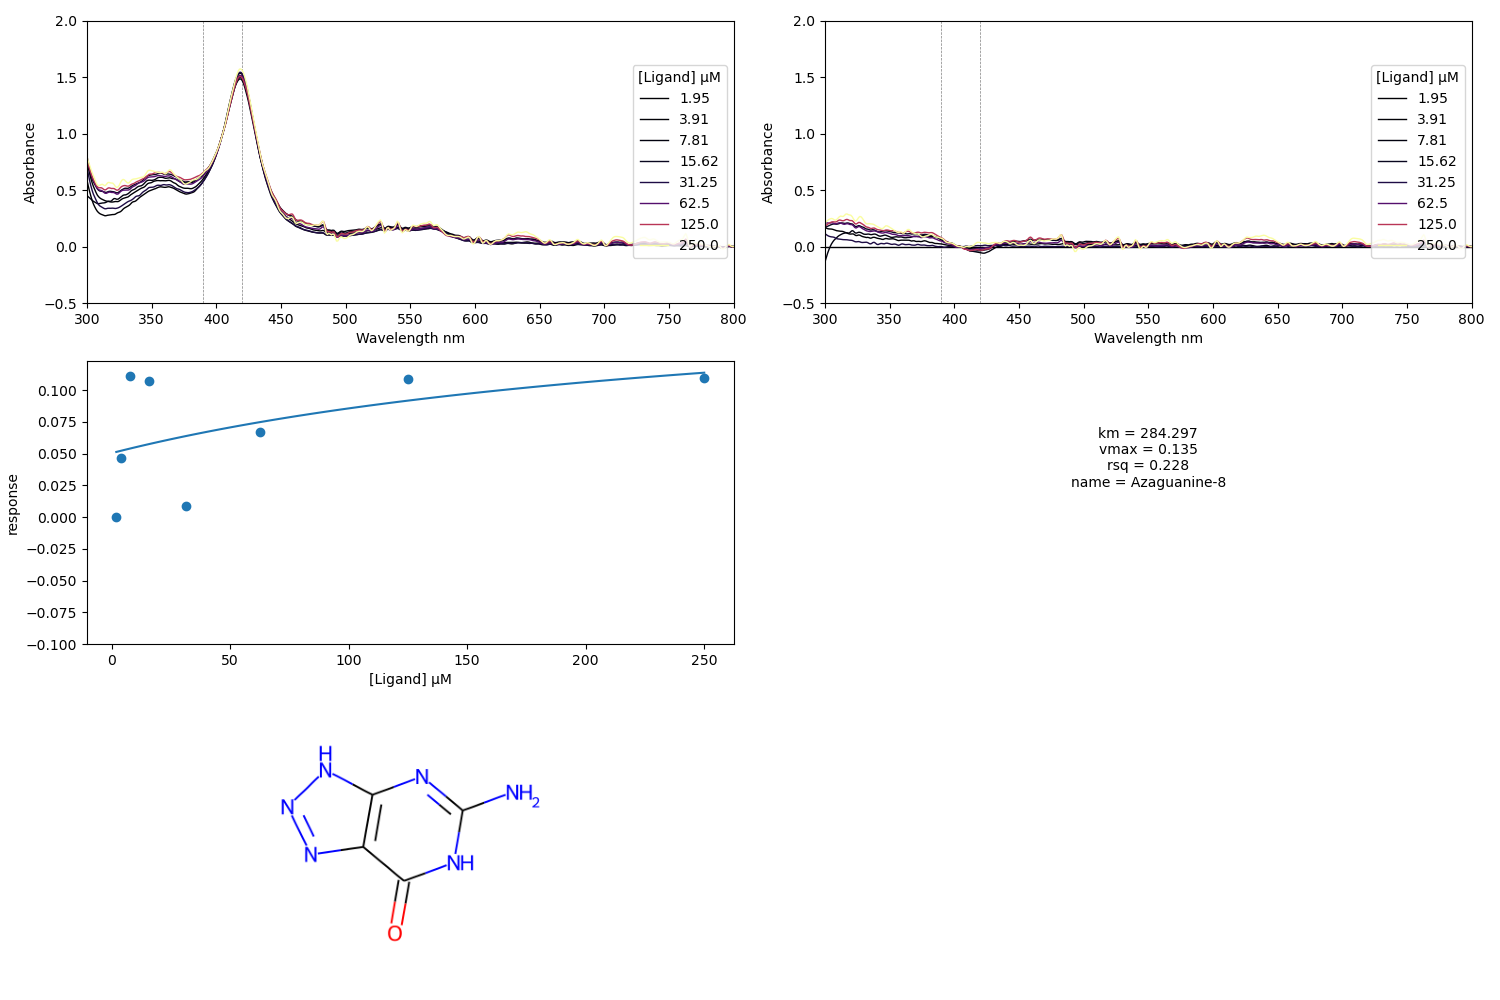 2.0
1.5
1.0
0.5
0.0
−0.5
Absorbance
300 350 400 450 500 550 600 650 700 750 800
Wavelength nm
[Ligand] μM
1.95
3.91
7.81
15.62
31.25
62.5
125.0
250.0
2.0
1.5
1.0
0.5
0.0
−0.5
Absorbance
300 350 400 450 500 550 600 650 700 750 800
Wavelength nm
[Ligand] μM
1.95
3.91
7.81
15.62
31.25
62.5
125.0
250.0
0.100
0.075
0.050
0.025
0.000
−0.025
−0.050
−0.075
−0.100
response
0 50 100 150 200 250
[Ligand] μM
km = 284.297
vmax = 0.135
rsq = 0.228
name = Azaguanine-8
H
N
N
N
N
NH2
NH
O